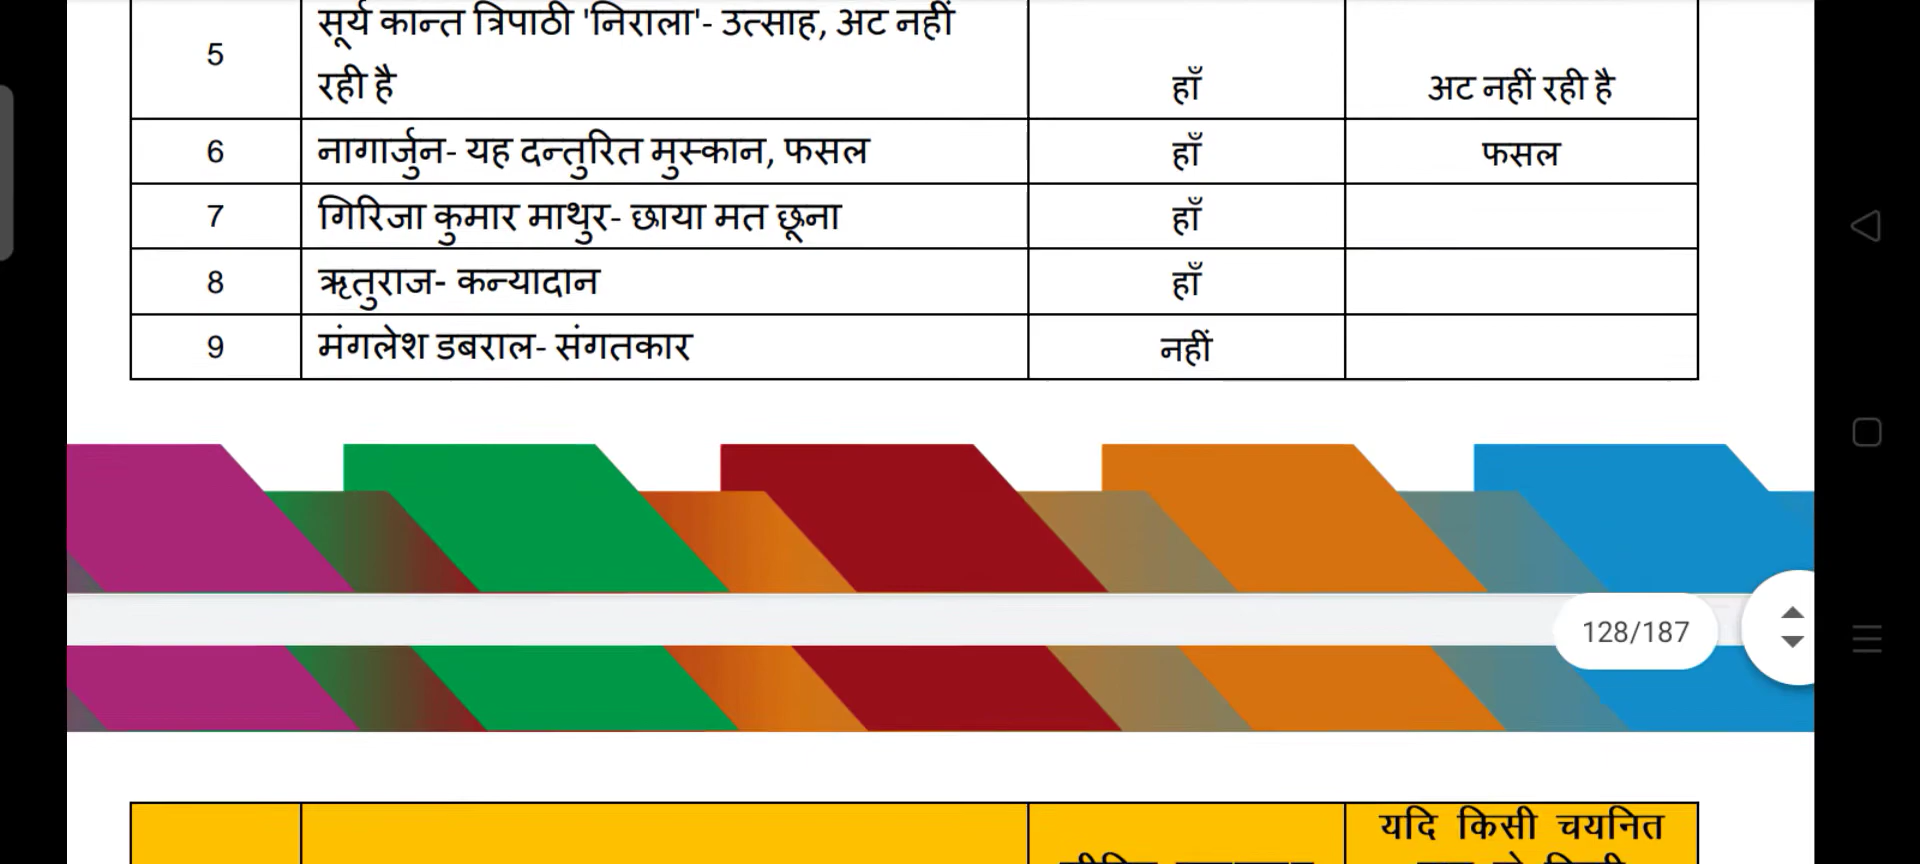 5
सूर्य कान्त त्रिपाठी 'निराला'- उत्साह, अट नहीं
रही है
हाँ
अट नहीं रही है
6
नागार्जुन- यह दन्तुरित मुस्कान, फसल
हाँ
फसल
7
गिरिजा कुमार माथुर- छाया मत छूना
हाँ
8
ऋतुराज- कन्यादान
हाँ
9
मंगलेश डबराल- संगतकार
नहीं
128/187
यदि किसी चयनित